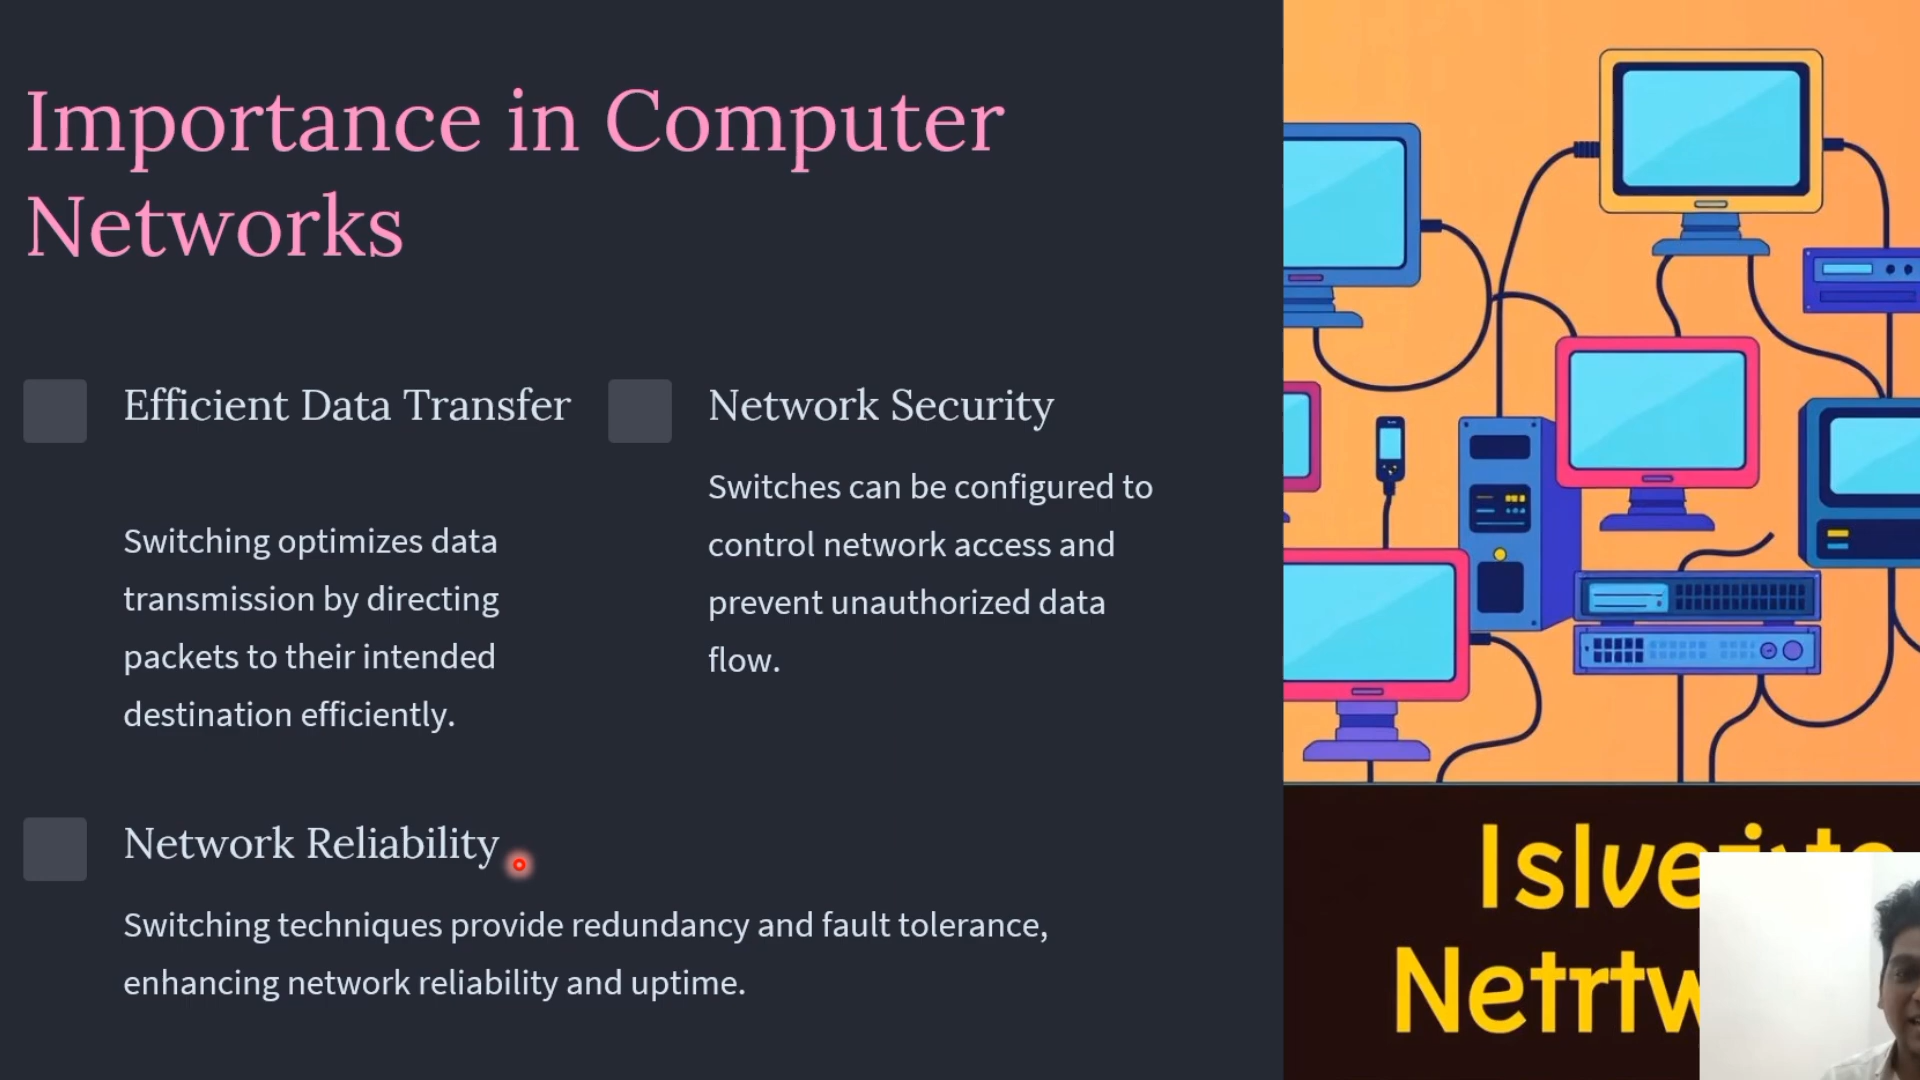 Importance in Computer
Networks
Efficient Data Transfer
Switching optimizes data
transmission by directing
packets to their intended
destination efficiently.
Network Security
Switches can be configured to
control network access and
prevent unauthorized data
flow.
Network Reliability
Switching techniques provide redundancy and fault tolerance,
enhancing network reliability and uptime.